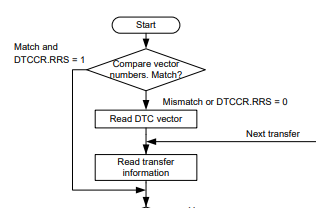 Start
Match and
DTCCR.RRS = 1
Compare vector
numbers. Match?
Mismatch or DTCCR.RRS = 0
Read DTC vector
Next transfer
Read transfer
information